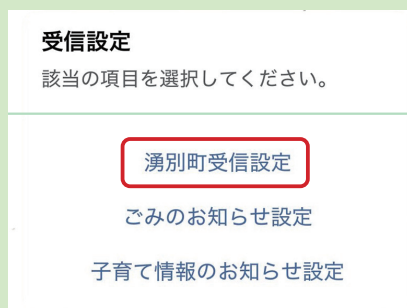 受信設定
該当の項目を選択してください。
湧別町受信設定
ごみのお知らせ設定
子育て情報のお知らせ設定